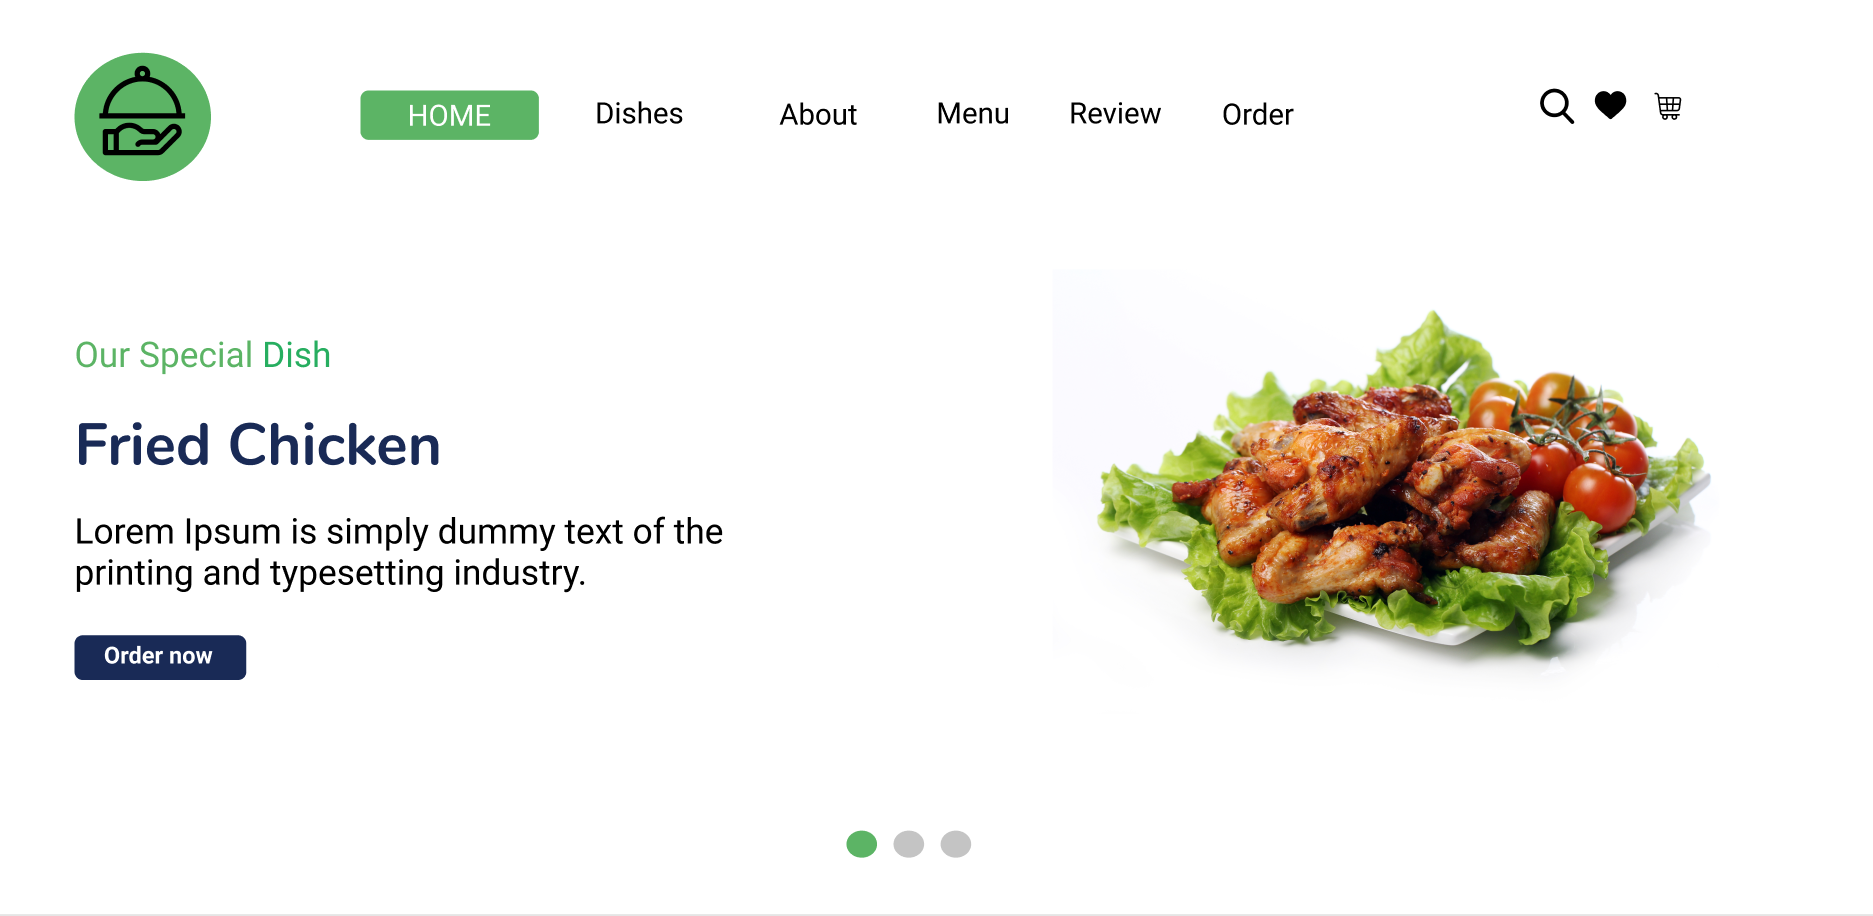 HOME Dishes About Menu Review Order
Our Special Dish
Fried Chicken
Lorem Ipsum is simply dummy text of the
printing and typesetting industry.
Order now